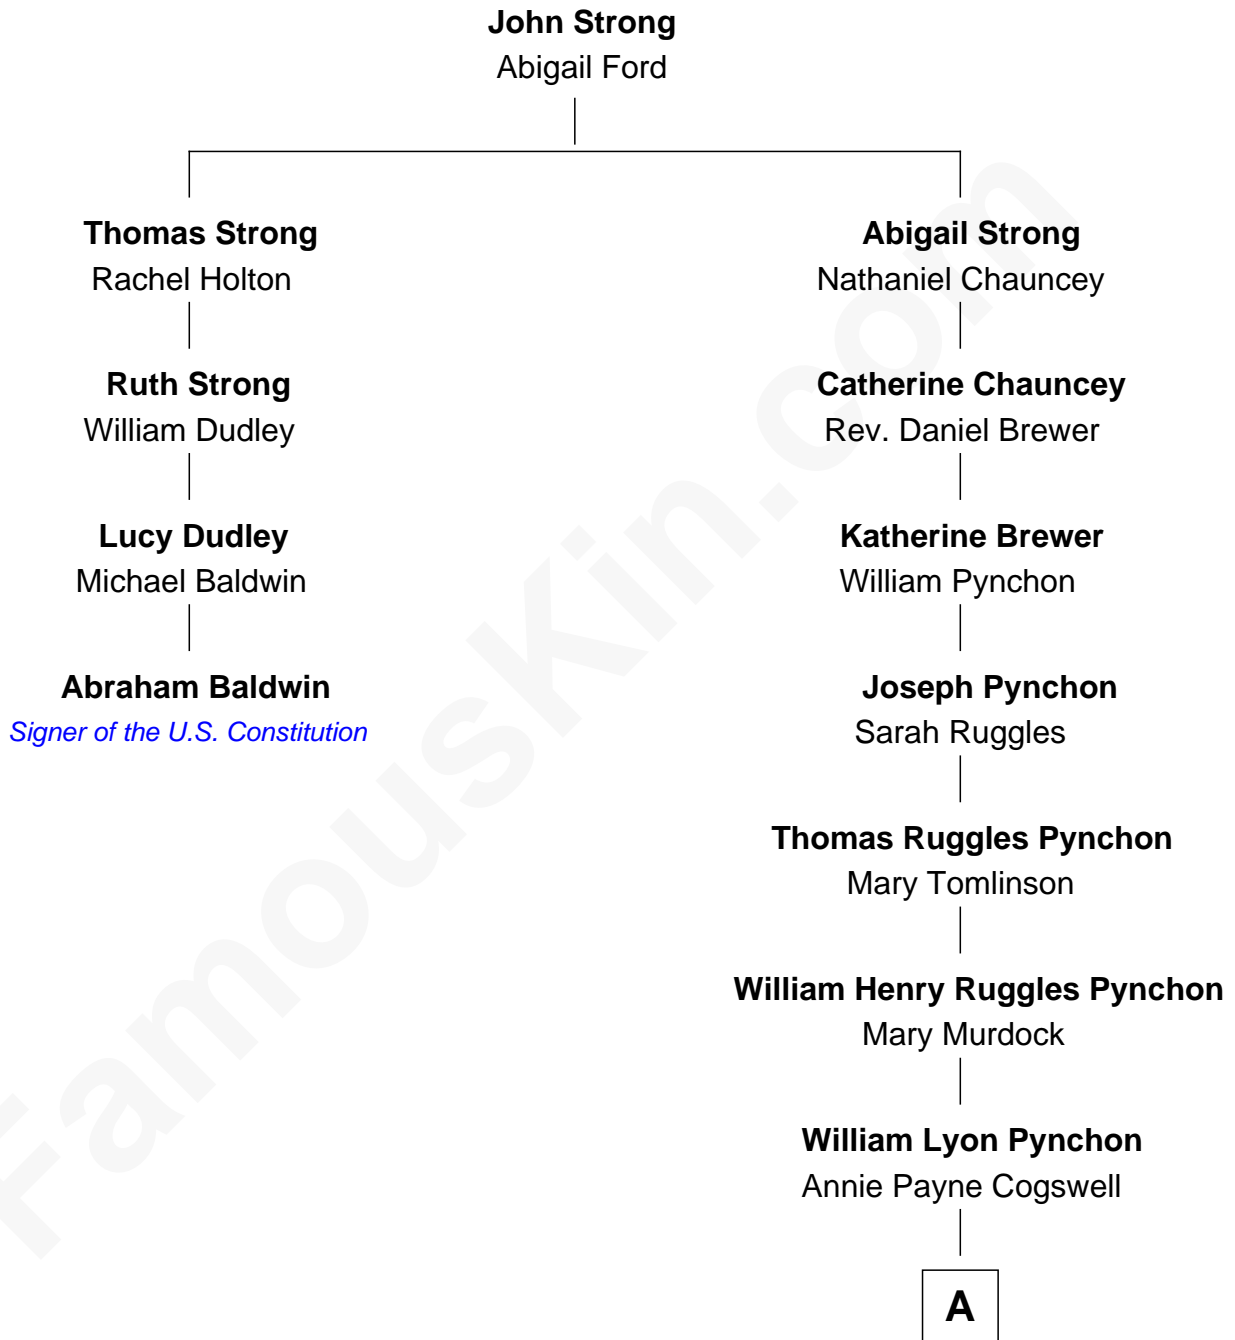 John Strong
Abigail Ford
Thomas Strong
Rachel Holton
Abigail Strong
Nathaniel Chauncey
Ruth Strong
William Dudley
Catherine Chauncey
Rev. Daniel Brewer
Lucy Dudley
Michael Baldwin
Katherine Brewer
William Pynchon
Abraham Baldwin
Signer of the U.S. Constitution
Joseph Pynchon
Sarah Ruggles
Thomas Ruggles Pynchon
Mary Tomlinson
William Henry Ruggles Pynchon
Mary Murdock
William Lyon Pynchon
Annie Payne Cogswell
A
FamousKin.com